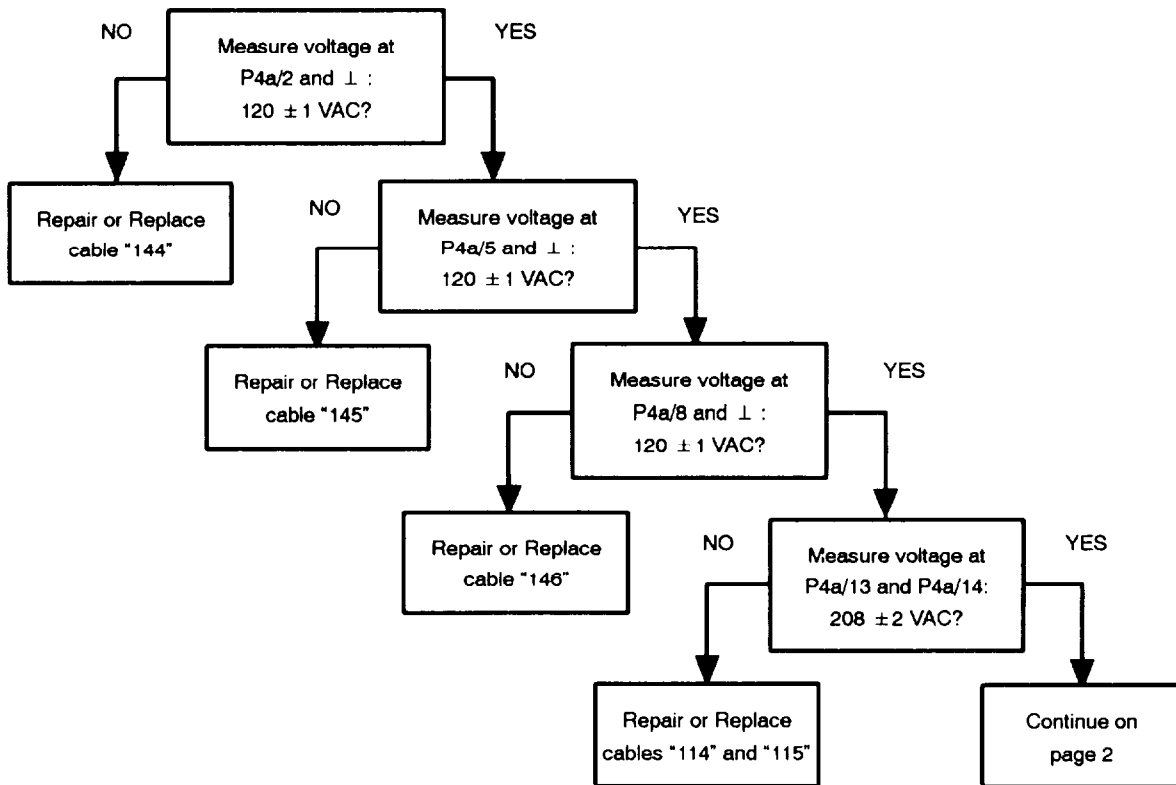 NO
Measure voltage at
P4a/2 and ⊥ :
120 ±1 VAC?
YES
Repair or Replace
cable "144"
NO
Measure voltage at
P4a/5 and ⊥ :
120 ±1 VAC?
YES
Repair or Replace
cable "145"
NO
Measure voltage at
P4a/8 and ⊥ :
120 ±1 VAC?
YES
Repair or Replace
cable "146"
NO
Measure voltage at
P4a/13 and P4a/14:
208 ±2 VAC?
YES
Repair or Replace
cables "114" and "115"
Continue on
page 2